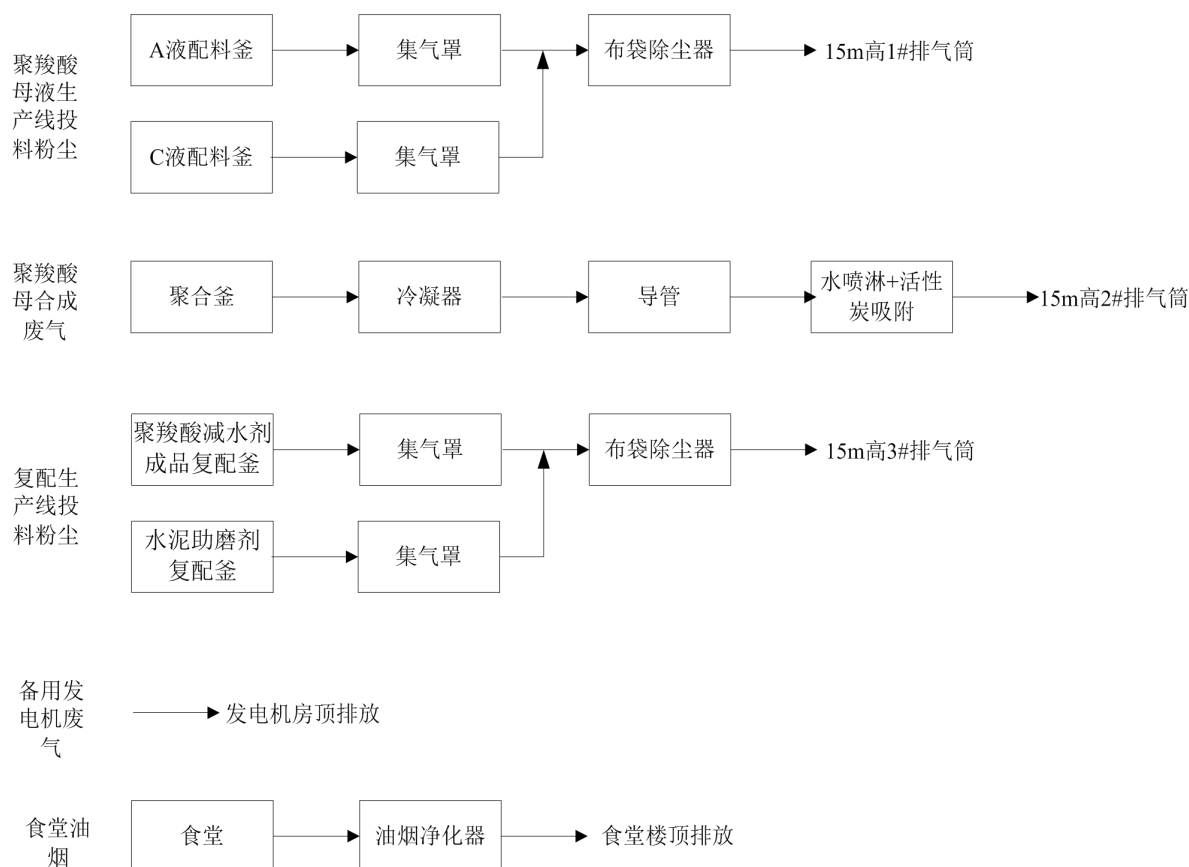 聚羧酸
母液生
产线投
料粉尘
A液配料釜
集气罩
布袋除尘器
15m高1#排气筒
C液配料釜
集气罩
聚羧酸
母合成
废气
聚合釜
冷凝器
导管
水喷淋+活性
炭吸附
15m高2#排气筒
复配生
产线投
料粉尘
聚羧酸减水剂
成品复配釜
集气罩
布袋除尘器
15m高3#排气筒
水泥助磨剂
复配釜
集气罩
备用发
电机废
气
发电机房顶排放
食堂油
烟
食堂
油烟净化器
食堂楼顶排放